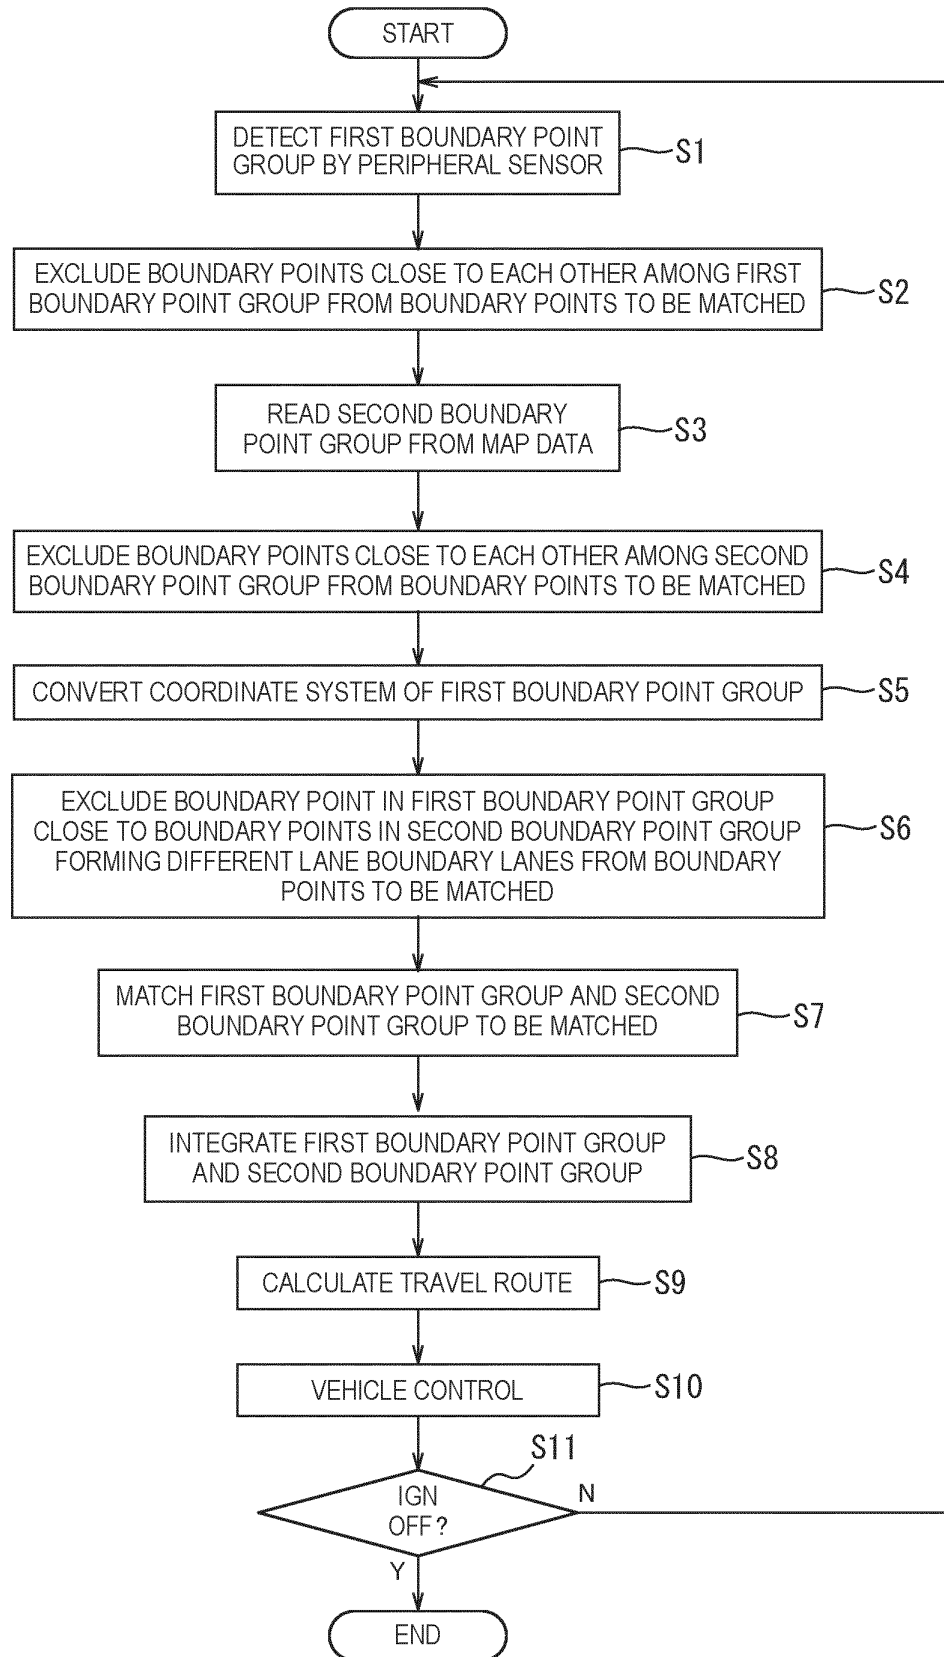 START
DETECT FIRST BOUNDARY POINT
GROUP BY PERIPHERAL SENSOR
S1
EXCLUDE BOUNDARY POINTS CLOSE TO EACH OTHER AMONG FIRST
BOUNDARY POINT GROUP FROM BOUNDARY POINTS TO BE MATCHED
S2
READ SECOND BOUNDARY
POINT GROUP FROM MAP DATA
S3
EXCLUDE BOUNDARY POINTS CLOSE TO EACH OTHER AMONG SECOND
BOUNDARY POINT GROUP FROM BOUNDARY POINTS TO BE MATCHED
S4
CONVERT COORDINATE SYSTEM OF FIRST BOUNDARY POINT GROUP
S5
EXCLUDE BOUNDARY POINT IN FIRST BOUNDARY POINT GROUP
CLOSE TO BOUNDARY POINTS IN SECOND BOUNDARY POINT GROUP
FORMING DIFFERENT LANE BOUNDARY LANES FROM BOUNDARY
POINTS TO BE MATCHED
S6
MATCH FIRST BOUNDARY POINT GROUP AND SECOND
BOUNDARY POINT GROUP TO BE MATCHED
S7
INTEGRATE FIRST BOUNDARY POINT GROUP
AND SECOND BOUNDARY POINT GROUP
S8
CALCULATE TRAVEL ROUTE
S9
VEHICLE CONTROL
S10
S11
IGN
OFF?
N
Y
END